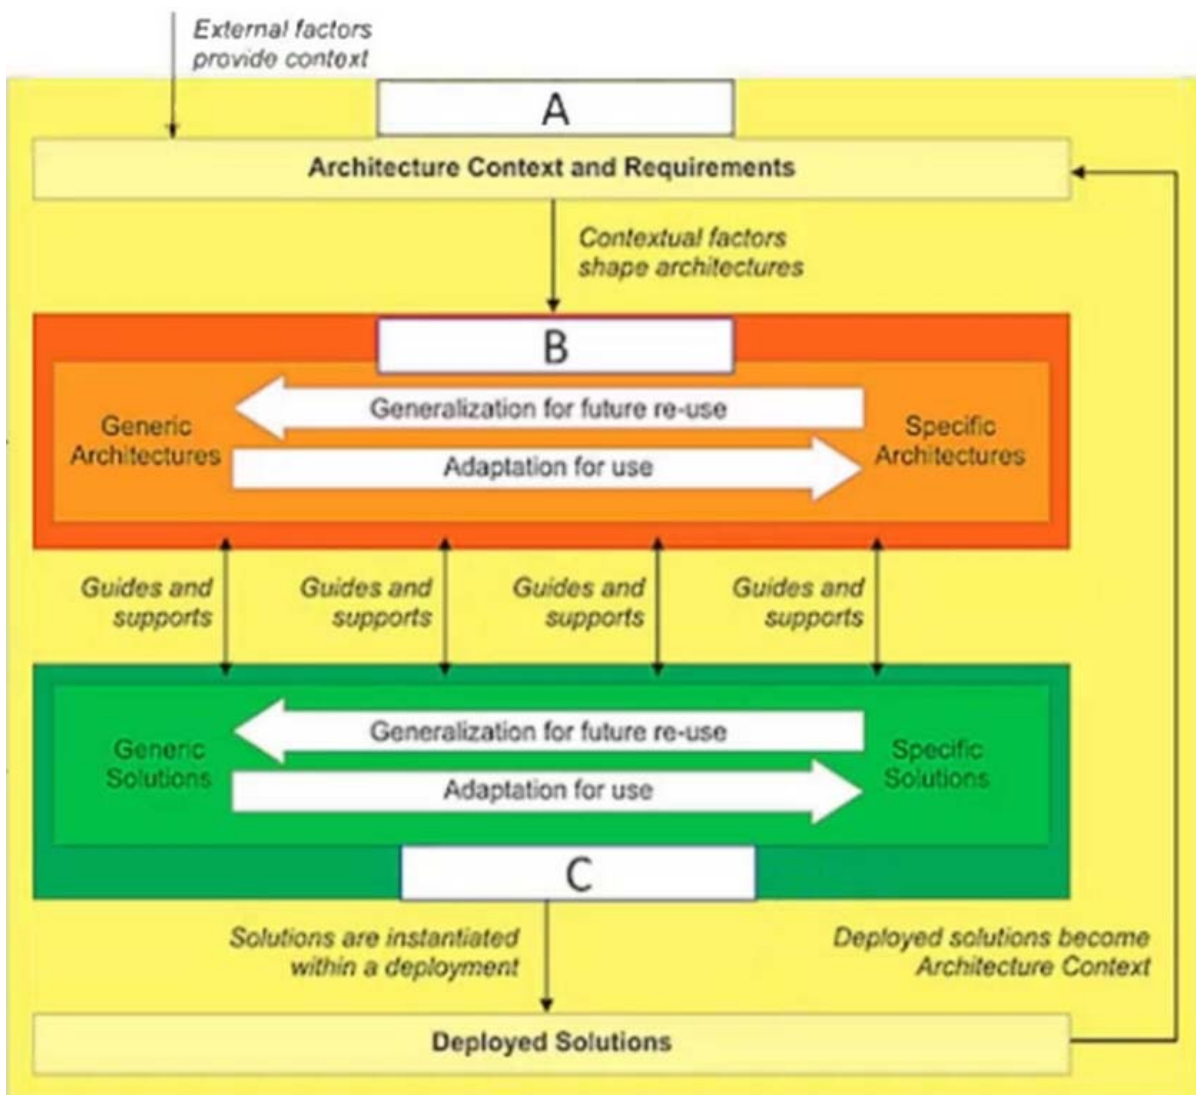 External factors
provide context
A
Architecture Context and Requirements
Contextual factors
shape architectures
B
Generic
Architectures
Generalization for future re-use
Adaptation for use
Specific
Architectures
Guides and
supports
Guides and
supports
Guides and
supports
Guides and
supports
Generic
Solutions
Generalization for future re-use
Adaptation for use
Specific
Solutions
C
Solutions are instantiated
within a deployment
Deployed solutions become
Architecture Context
Deployed Solutions